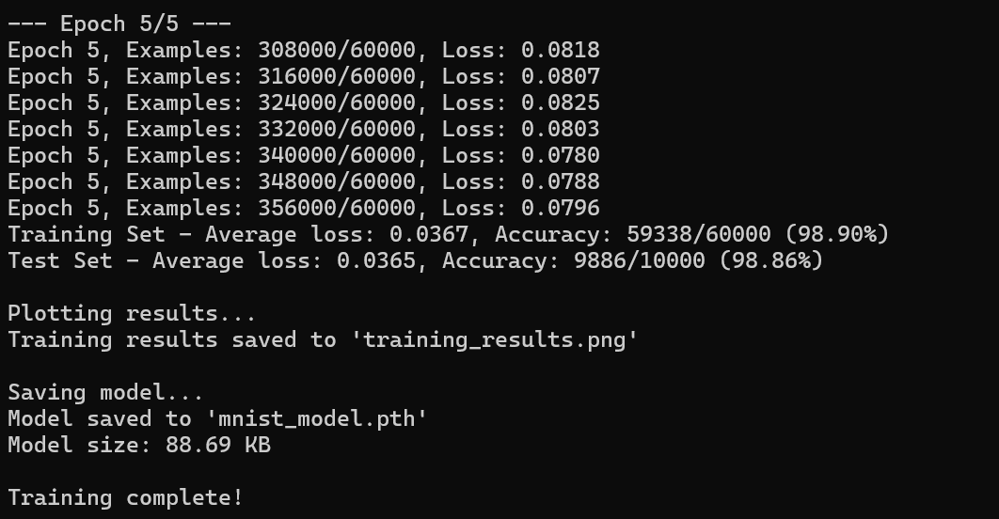 --- Epoch 5/5 ---
Epoch 5, Examples: 308000/60000, Loss: 0.0818
Epoch 5, Examples: 316000/60000, Loss: 0.0807
Epoch 5, Examples: 324000/60000, Loss: 0.0825
Epoch 5, Examples: 332000/60000, Loss: 0.0803
Epoch 5, Examples: 340000/60000, Loss: 0.0780
Epoch 5, Examples: 348000/60000, Loss: 0.0788
Epoch 5, Examples: 356000/60000, Loss: 0.0796
Training Set - Average loss: 0.0367, Accuracy: 59338/60000 (98.90%)
Test Set - Average loss: 0.0365, Accuracy: 9886/10000 (98.86%)

Plotting results...
Training results saved to 'training_results.png'

Saving model...
Model saved to 'mnist_model.pth'
Model size: 88.69 KB

Training complete!